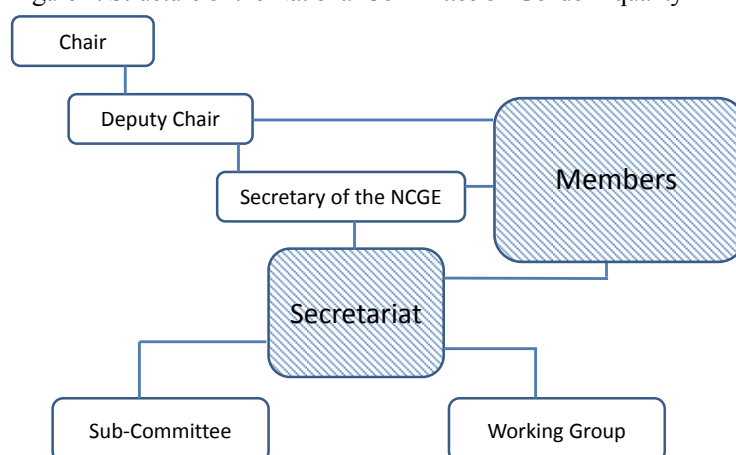 Chair
Deputy Chair
Members
Secretary of the NCGE
Secretariat
Sub-Committee
Working Group